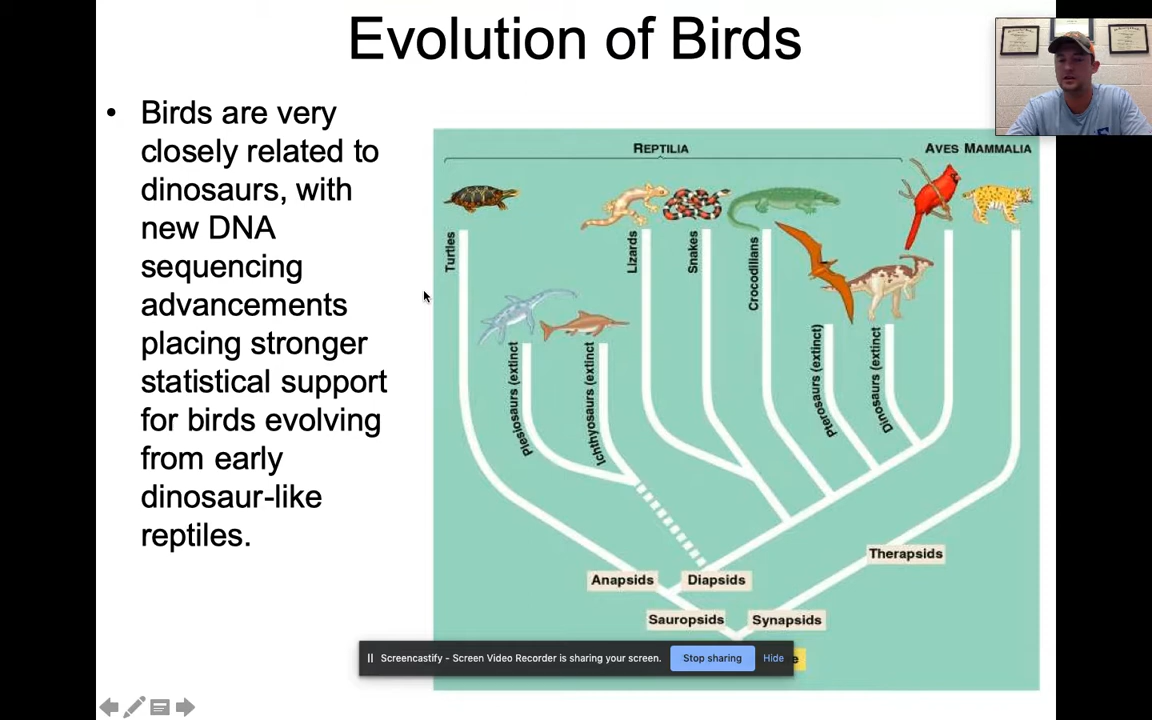 Evolution of Birds
• Birds are very
closely related to
dinosaurs, with
new DNA
sequencing
advancements
placing stronger
statistical support
for birds evolving
from early
dinosaur-like
reptiles.
REPTILIA
AVES MAMMALIA
Turtles
Lizards
Snakes
Crocodilians
Plesiosaurs (extinct
Ichthyosaurs (extinct
Pterosaurs (extinct)
Dinosaurs (extinct
Therapsids
Anapsids
Diapsids
Sauropsids
Synapsids
Screencastify - Screen Video Recorder is sharing your screen.
Stop sharing
Hide
e